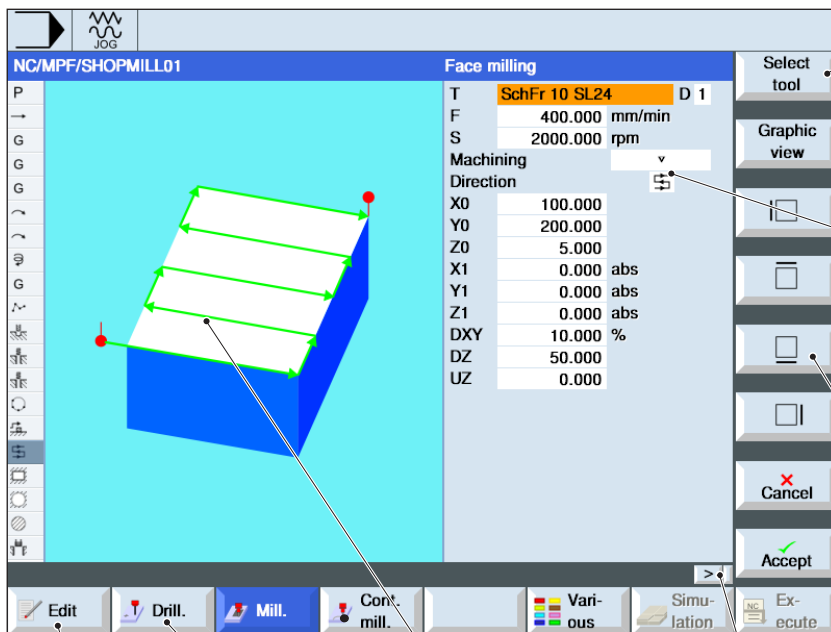 JOG
NC/MPF/SHOPMILL01
Face milling
P
G
G
G
G
T SchFr 10 SL24 D 1
F 400.000 mm/min
S 2000.000 rpm
Machining
Direction
X0 100.000
Y0 200.000
Z0 5.000
X1 0.000 abs
Y1 0.000 abs
Z1 0.000 abs
DXY 10.000 %
DZ 50.000
UZ 0.000
Select
tool
Graphic
view
Cancel
Accept
>
Edit
Drill.
Mill.
Cont.
mill.
Vari-
ous
Simu-
lation
NC
Ex-
ecute